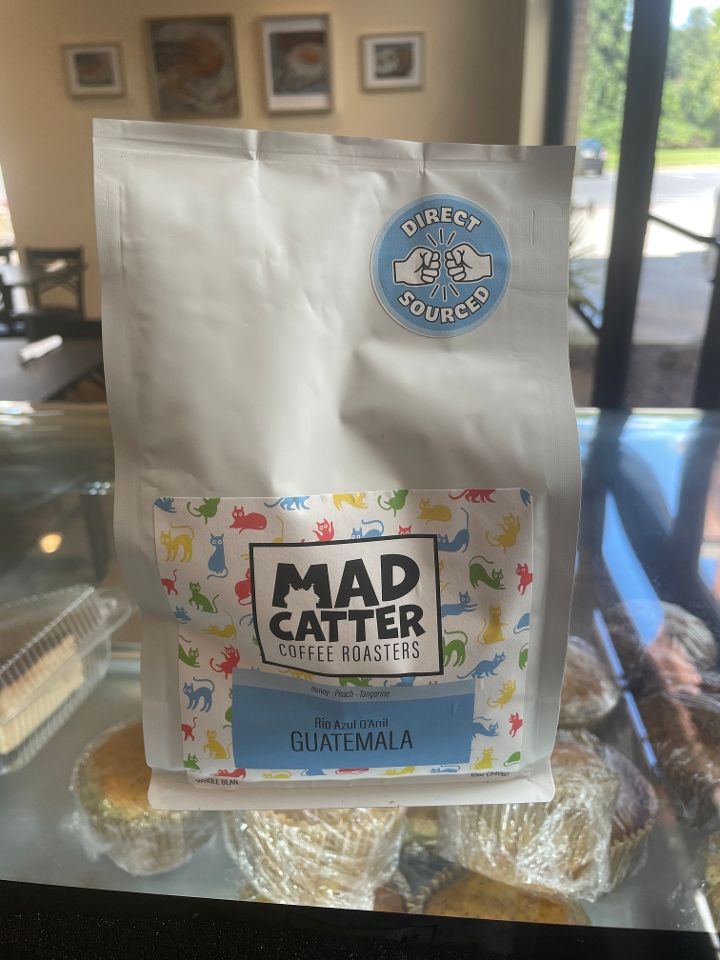 DIRECT
SOURCED
MAD
CATTER
COFFEE ROASTERS
Honey - Peach - Tangerine
Rio Azul Q'Anil
GUATEMALA
WHOLE BEAN
12oz (340g)